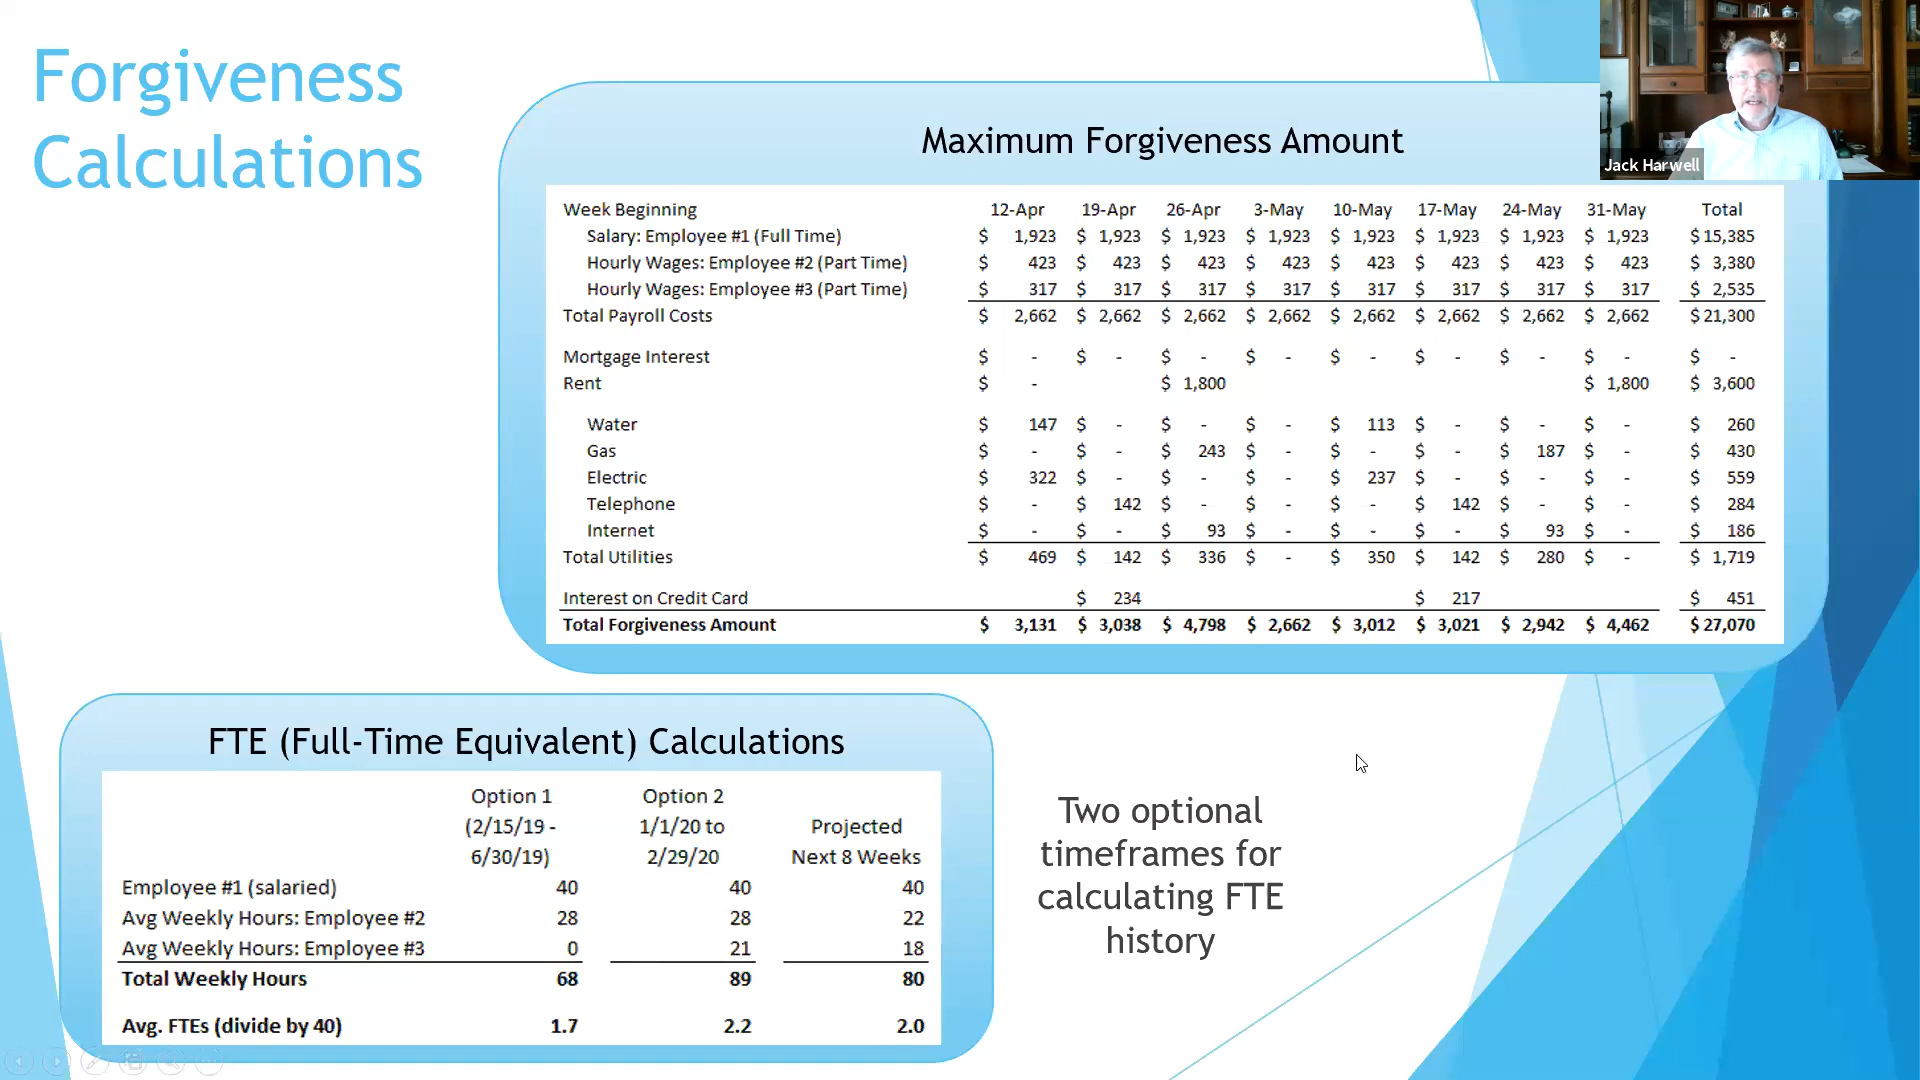 Forgiveness
Calculations
Maximum Forgiveness Amount
Jack Harwell
Week Beginning 12-Apr 19-Apr 26-Apr 3-May 10-May 17-May 24-May 31-May Total
Salary: Employee #1 (Full Time) $ 1,923 $ 1,923 $ 1,923 $ 1,923 $ 1,923 $ 1,923 $ 1,923 $ 1,923 $ 15,385
Hourly Wages: Employee #2 (Part Time) $ 423 $ 423 $ 423 $ 423 $ 423 $ 423 $ 423 $ 423 $ 3,380
Hourly Wages: Employee #3 (Part Time) $ 317 $ 317 $ 317 $ 317 $ 317 $ 317 $ 317 $ 317 $ 2,535
Total Payroll Costs $ 2,662 $ 2,662 $ 2,662 $ 2,662 $ 2,662 $ 2,662 $ 2,662 $ 2,662 $ 21,300
Mortgage Interest $ - $ - $ - $ - $ - $ - $ - $ - $ -
Rent $ - $ 1,800 $ 1,800 $ 3,600
Water $ 147 $ - $ - $ - $ 113 $ - $ - $ - $ 260
Gas $ - $ - $ 243 $ - $ - $ - $ 187 $ - $ 430
Electric $ 322 $ - $ - $ - $ 237 $ - $ - $ - $ 559
Telephone $ - $ 142 $ - $ - $ - $ 142 $ - $ - $ 284
Internet $ - $ - $ 93 $ - $ - $ - $ 93 $ - $ 186
Total Utilities $ 469 $ 142 $ 336 $ - $ 350 $ 142 $ 280 $ - $ 1,719
Interest on Credit Card $ 234 $ 217 $ 451
Total Forgiveness Amount $ 3,131 $ 3,038 $ 4,798 $ 2,662 $ 3,012 $ 3,021 $ 2,942 $ 4,462 $ 27,070
FTE (Full-Time Equivalent) Calculations
Option 1 Option 2
(2/15/19 - 1/1/20 to Projected
6/30/19) 2/29/20 Next 8 Weeks
Employee #1 (salaried) 40 40 40
Avg Weekly Hours: Employee #2 28 28 22
Avg Weekly Hours: Employee #3 0 21 18
Total Weekly Hours 68 89 80
Avg. FTEs (divide by 40) 1.7 2.2 2.0
Two optional
timeframes for
calculating FTE
history